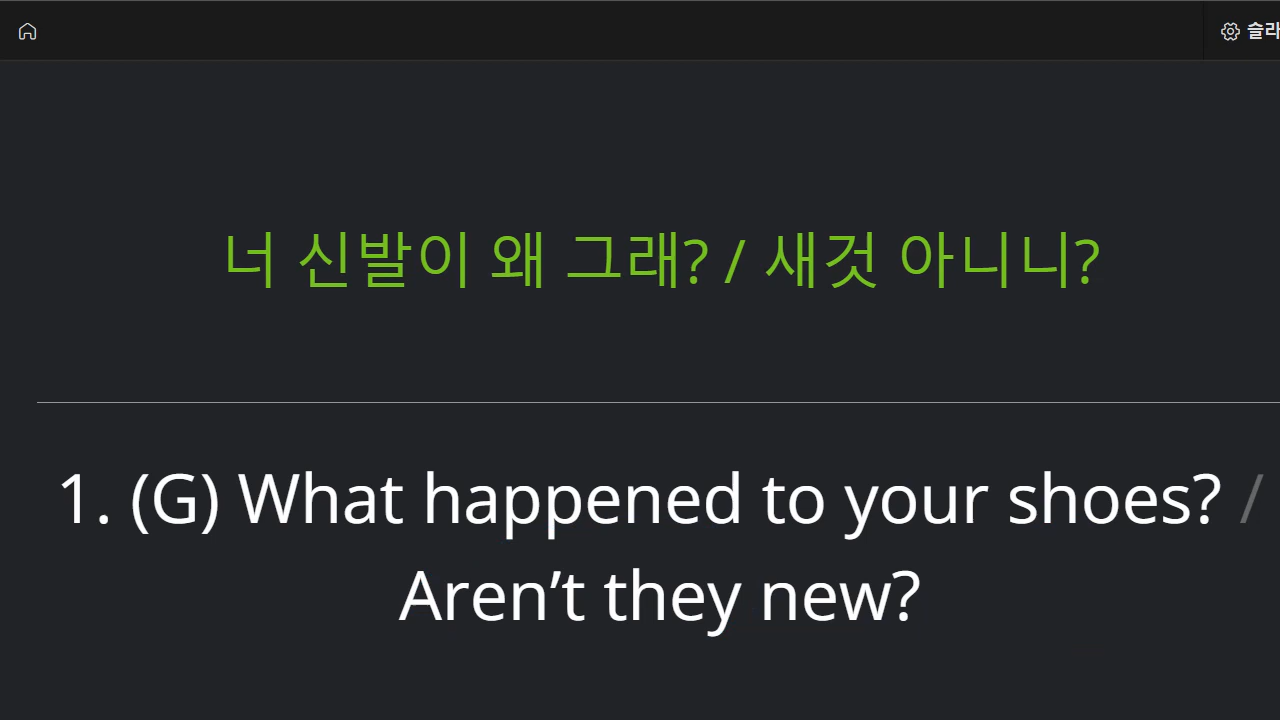 슬라
너 신발이 왜 그래? / 새것 아니니?
1. (G) What happened to your shoes? /
Aren’t they new?